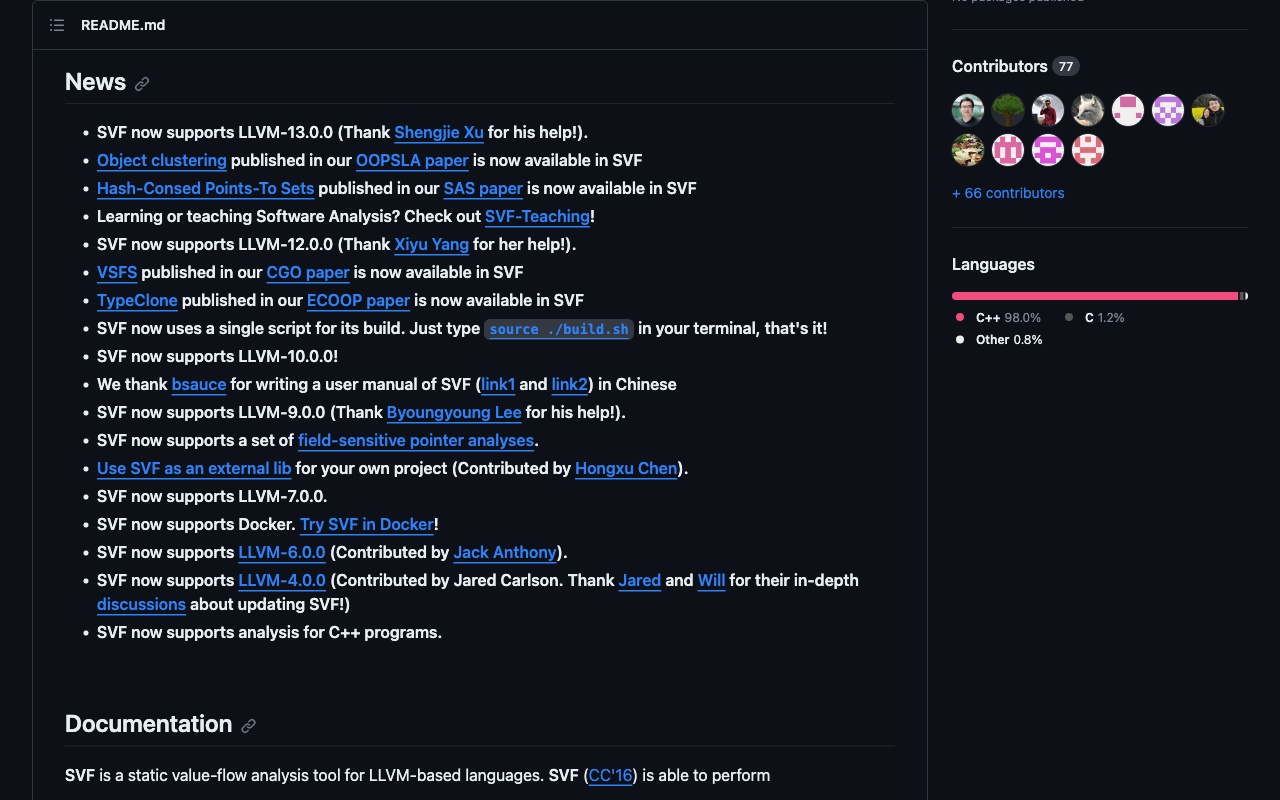 README.md
News
SVF now supports LLVM-13.0.0 (Thank Shengjie Xu for his help!).
Object clustering published in our OOPSLA paper is now available in SVF
Hash-Consed Points-To Sets published in our SAS paper is now available in SVF
Learning or teaching Software Analysis? Check out SVF-Teaching!
SVF now supports LLVM-12.0.0 (Thank Xiyu Yang for her help!).
VSFS published in our CGO paper is now available in SVF
TypeClone published in our ECOOP paper is now available in SVF
SVF now uses a single script for its build. Just type source ./build.sh in your terminal, that's it!
SVF now supports LLVM-10.0.0!
We thank bsauce for writing a user manual of SVF (link1 and link2) in Chinese
SVF now supports LLVM-9.0.0 (Thank Byoungyoung Lee for his help!).
SVF now supports a set of field-sensitive pointer analyses.
Use SVF as an external lib for your own project (Contributed by Hongxu Chen).
SVF now supports LLVM-7.0.0.
SVF now supports Docker. Try SVF in Docker!
SVF now supports LLVM-6.0.0 (Contributed by Jack Anthony).
SVF now supports LLVM-4.0.0 (Contributed by Jared Carlson. Thank Jared and Will for their in-depth
discussions about updating SVF!)
SVF now supports analysis for C++ programs.
Documentation
SVF is a static value-flow analysis tool for LLVM-based languages. SVF (CC'16) is able to perform
No packages published
Contributors 77
+ 66 contributors
Languages
C++ 98.0% C 1.2%
Other 0.8%